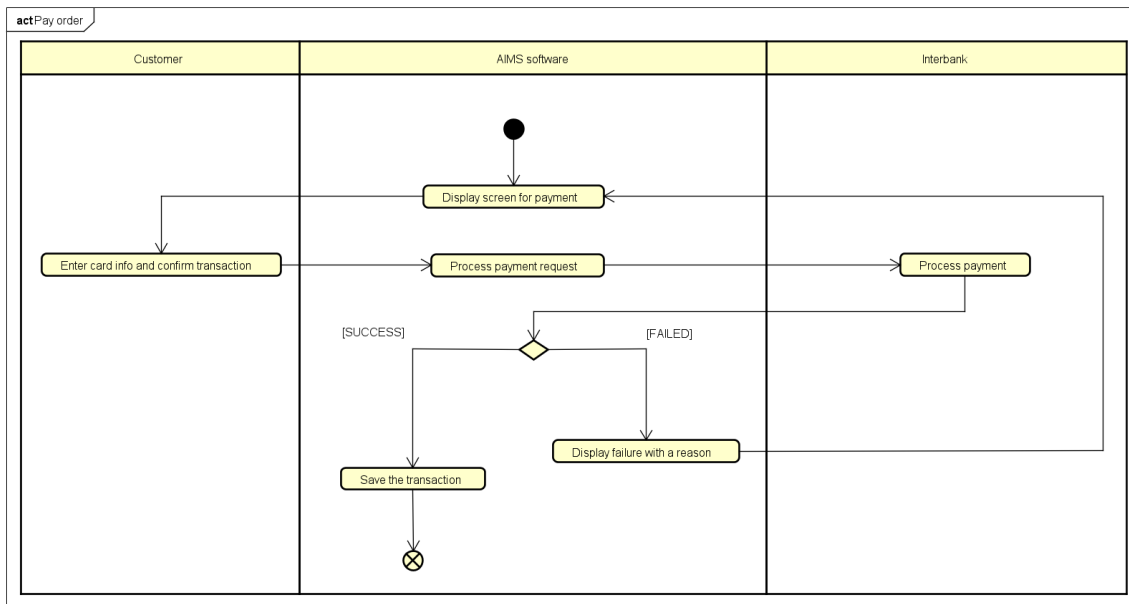 act Pay order
Customer
AIMS software
Interbank
Display screen for payment
Enter card info and confirm transaction
Process payment request
Process payment
[SUCCESS]
[FAILED]
Display failure with a reason
Save the transaction